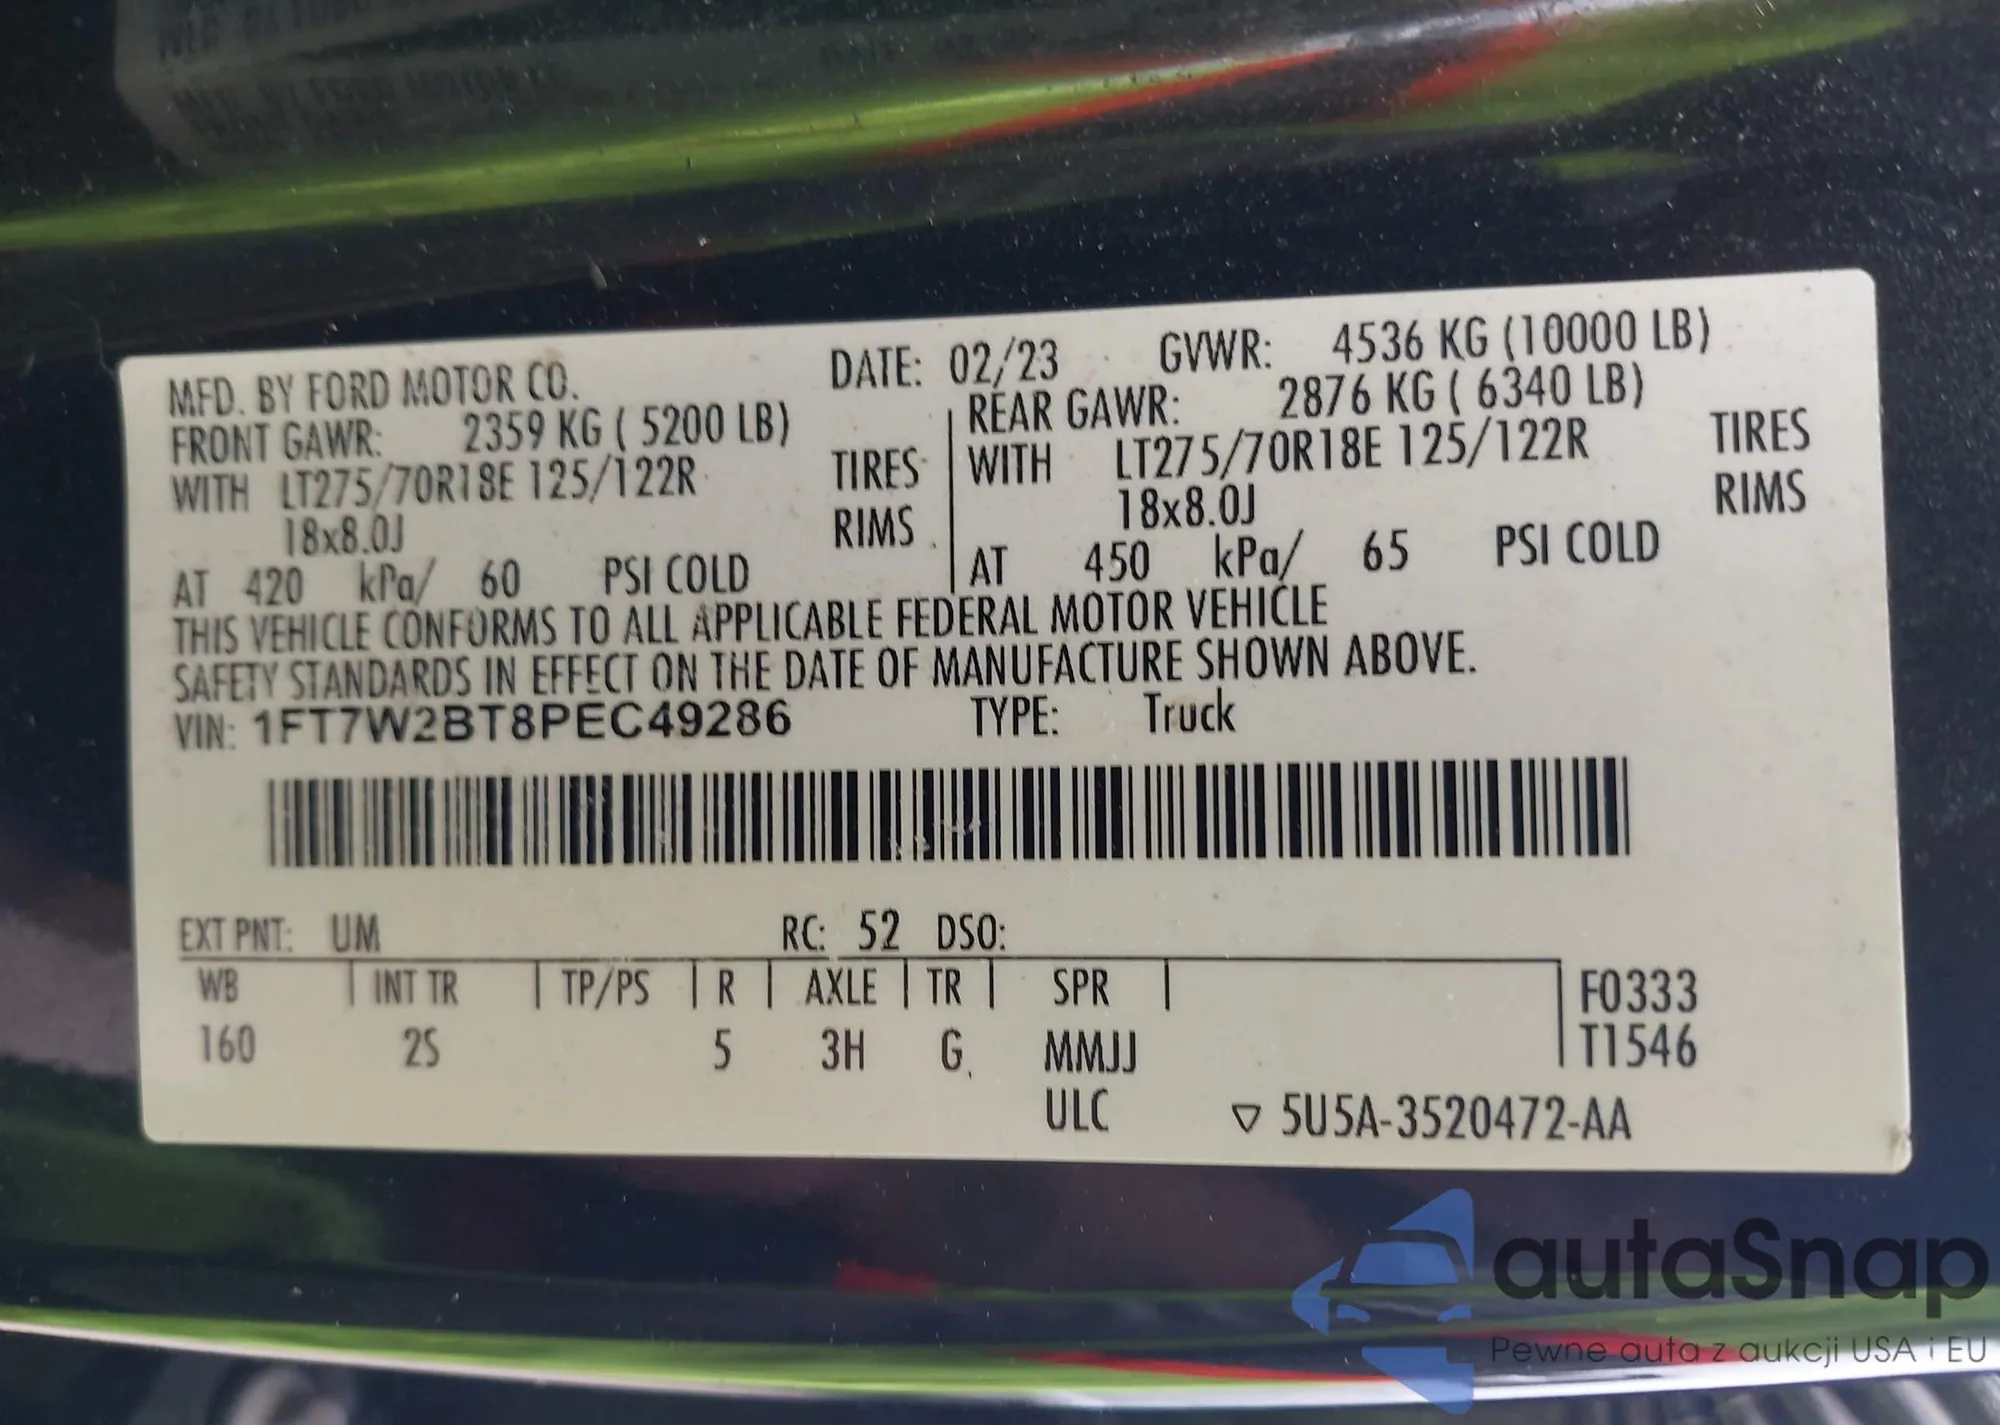 MFD. BY FORD MOTOR CO. DATE: 02/23 GVWR: 4536 KG (10000 LB)
FRONT GAWR: 2359 KG ( 5200 LB) REAR GAWR: 2876 KG ( 6340 LB)
WITH LT275/70R18E 125/122R TIRES WITH LT275/70R18E 125/122R TIRES
18x8.0J RIMS 18x8.0J RIMS
AT 420 kPa/ 60 PSI COLD AT 450 kPa/ 65 PSI COLD
THIS VEHICLE CONFORMS TO ALL APPLICABLE FEDERAL MOTOR VEHICLE
SAFETY STANDARDS IN EFFECT ON THE DATE OF MANUFACTURE SHOWN ABOVE.
VIN: 1FT7W2BT8PEC49286 TYPE: Truck
EXT PNT: UM RC: 52 DSO:
WB INT TR TP/PS R AXLE TR SPR F0333
160 2S 5 3H G MMJJ T1546
ULC ▽ 5U5A-3520472-AA
autaSnap
Pewne auta z aukcji USA i EU